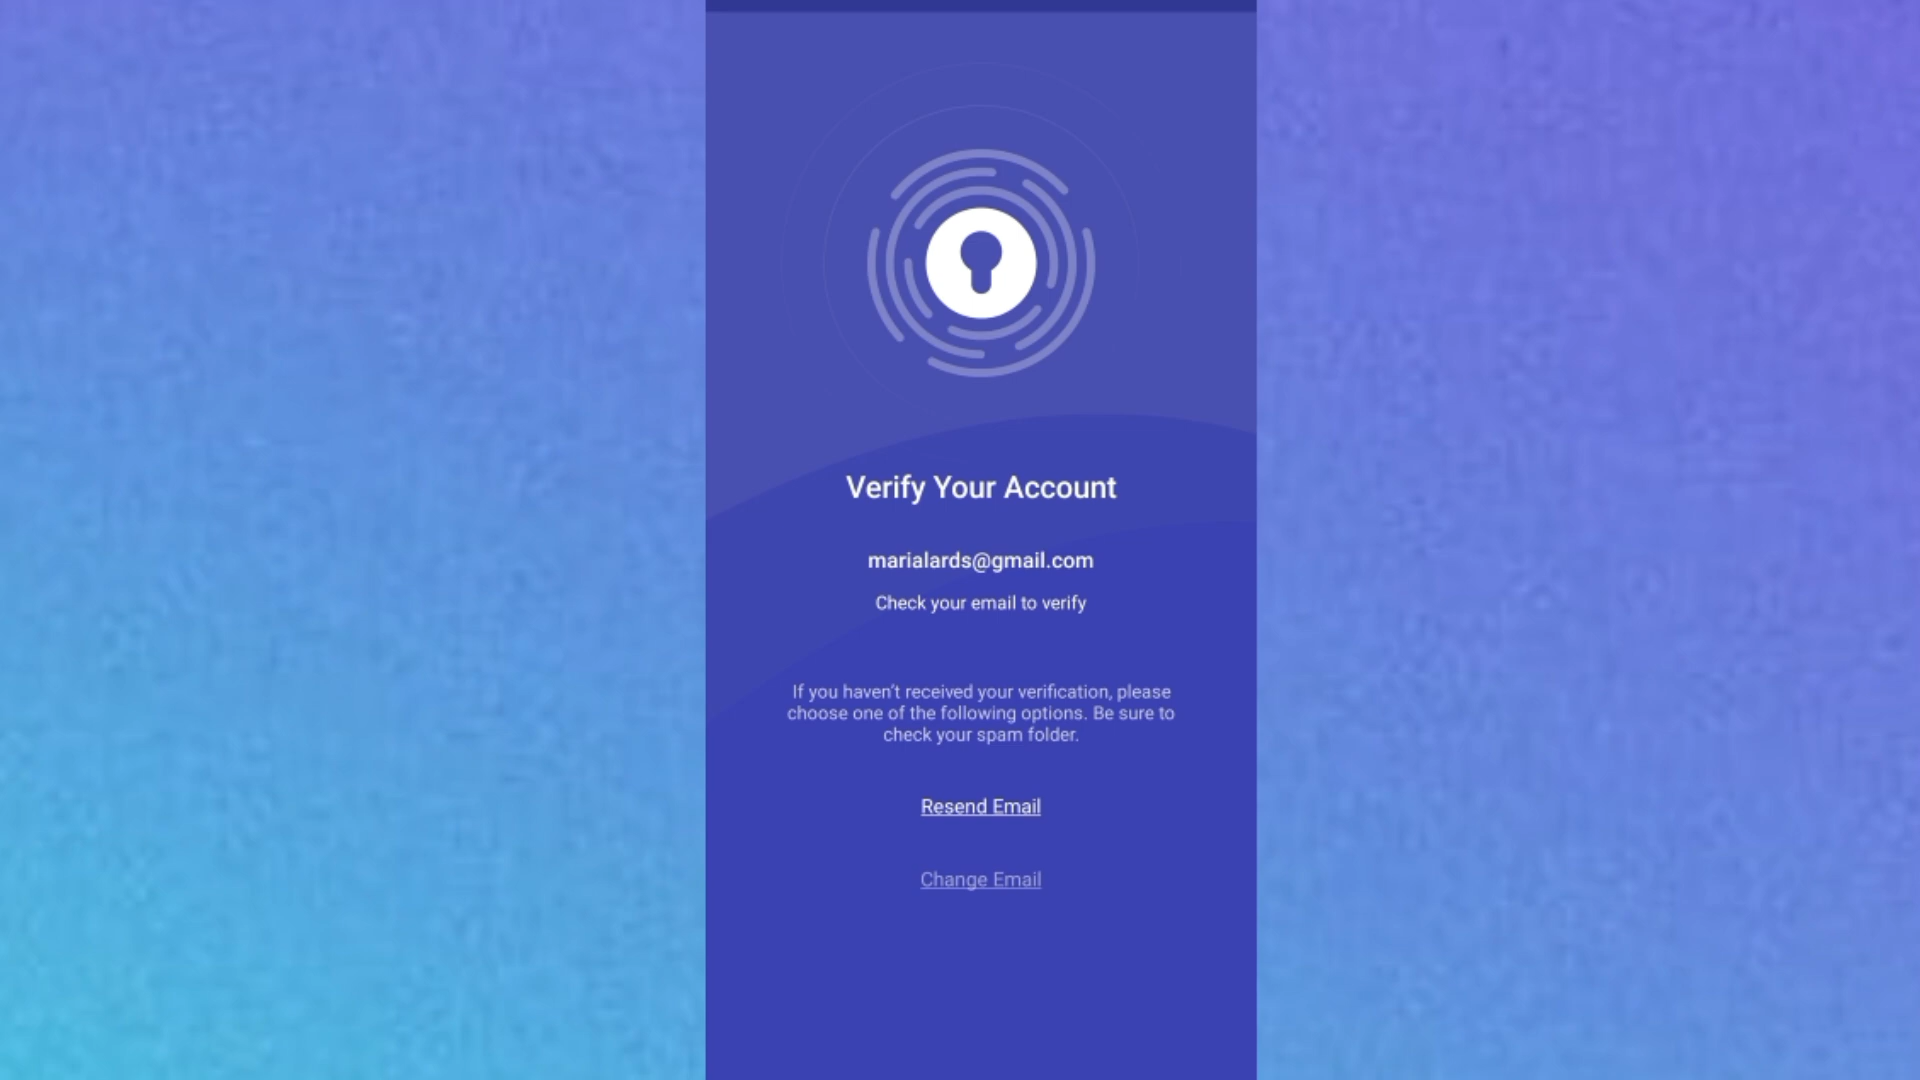 Verify Your Account
marialards@gmail.com
Check your email to verify
If you haven't received your verification, please
choose one of the following options. Be sure to
check your spam folder.
Resend Email
Change Email